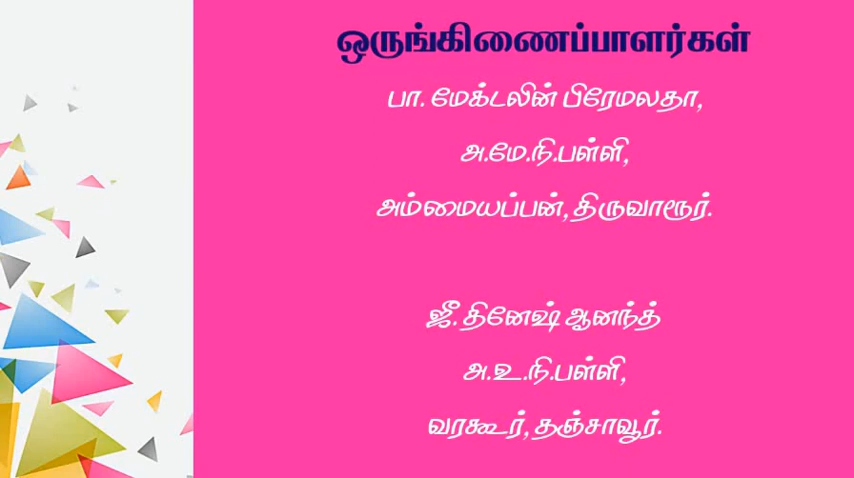 ஒருங்கிணைப்பாளர்கள்
பா. மேக்டலின் பிரேமலதா,
அ.மே.நி.பள்ளி,
அம்மையப்பன், திருவாரூர்.
ஜீ. தினேஷ் ஆனந்த்
அ.உ.நி.பள்ளி,
வரகூர், தஞ்சாவூர்.